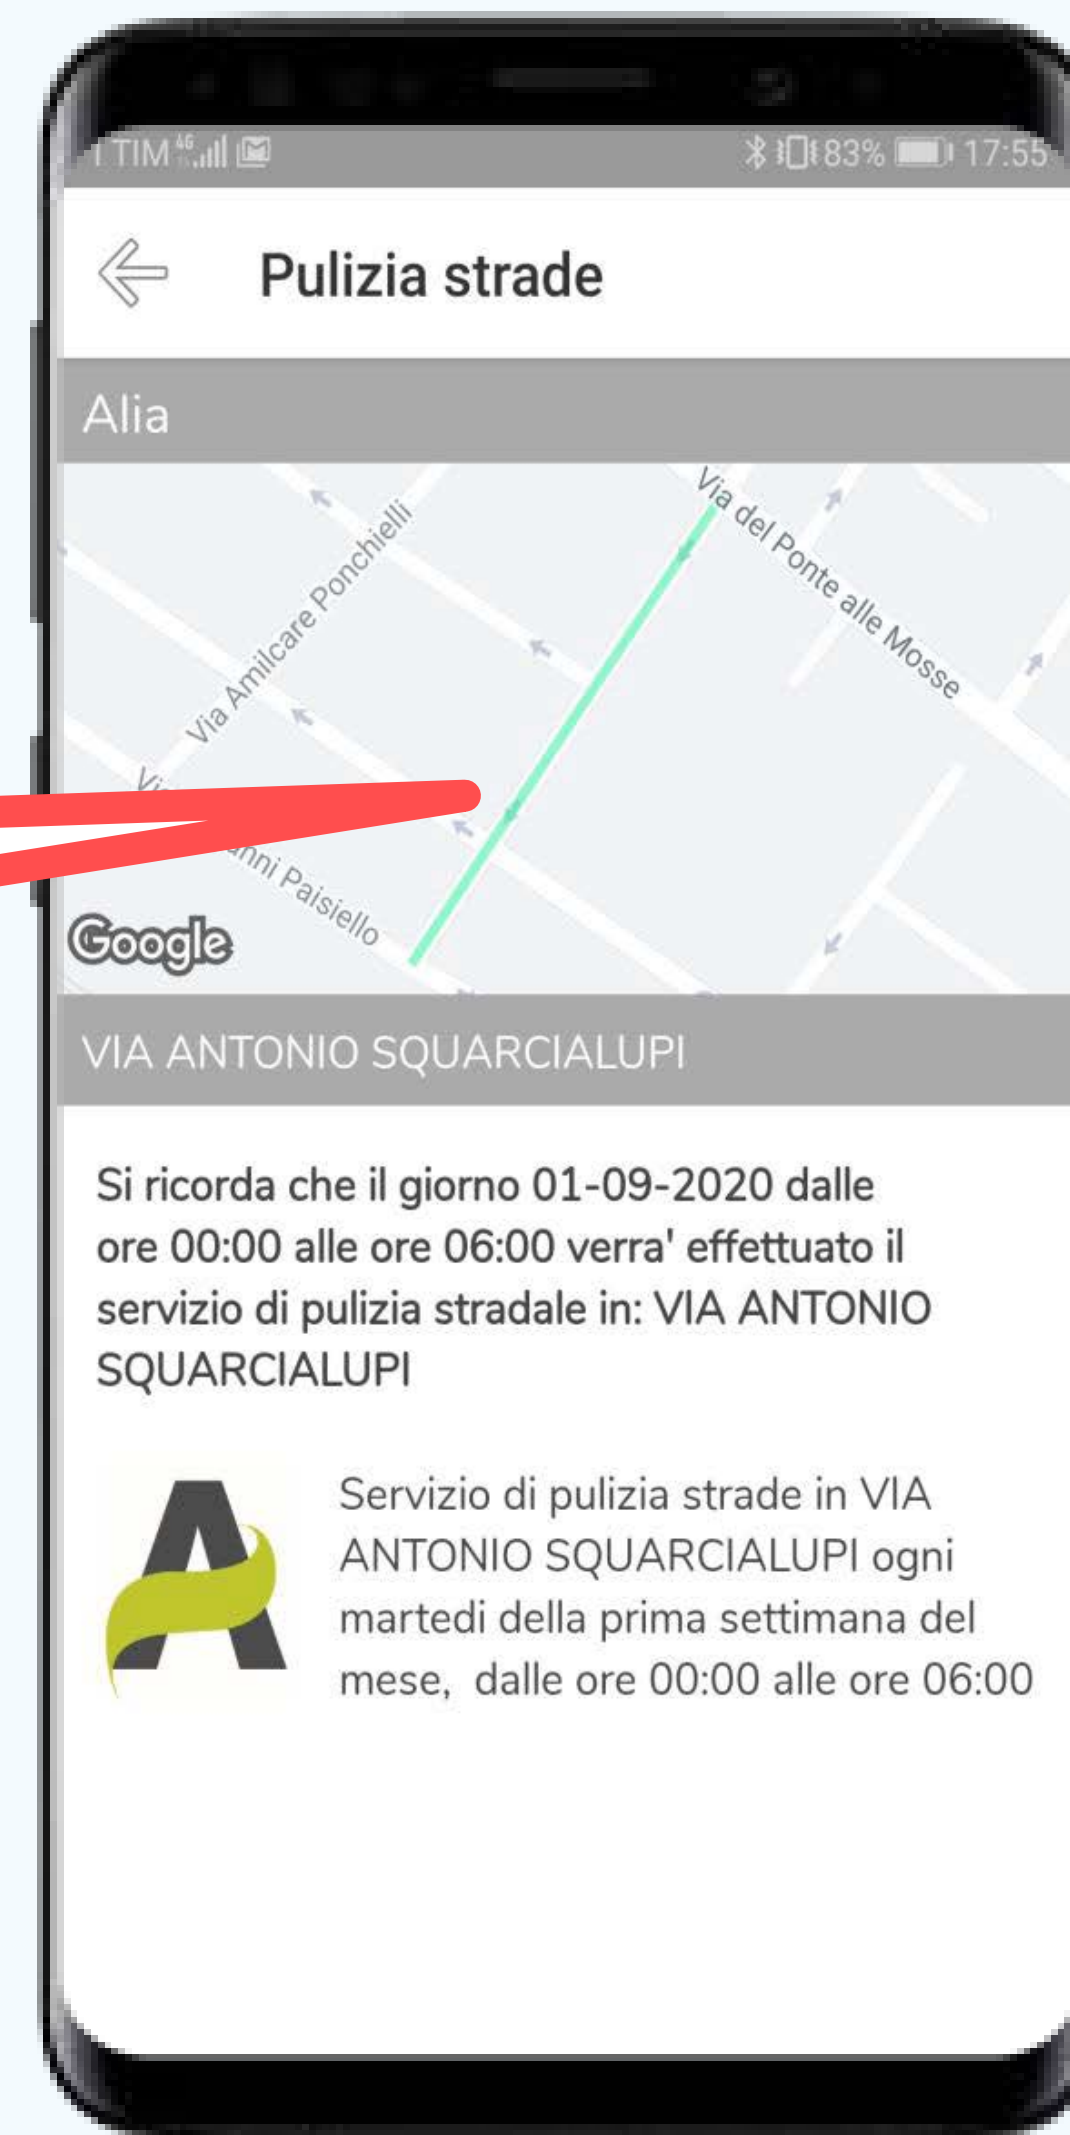 TIM 4G 83% 17:55
Pulizia strade
Alia
Via Amilcare Ponchielli
Via del Ponte alle Mosse
Paisiello
Google
VIA ANTONIO SQUARCIALUPI
Si ricorda che il giorno 01-09-2020 dalle
ore 00:00 alle ore 06:00 verra' effettuato il
servizio di pulizia stradale in: VIA ANTONIO
SQUARCIALUPI
Servizio di pulizia strade in VIA
ANTONIO SQUARCIALUPI ogni
martedi della prima settimana del
mese, dalle ore 00:00 alle ore 06:00